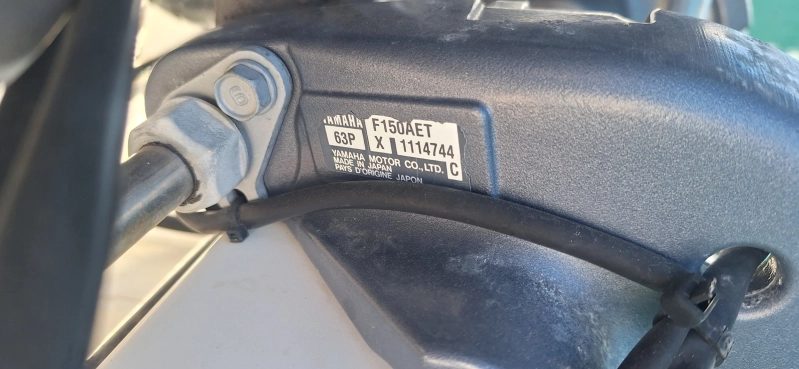 YAMAHA F150AET
63P X 1114744
YAMAHA MOTOR CO.,LTD. C
MADE IN JAPAN
PAYS D'ORIGINE JAPON